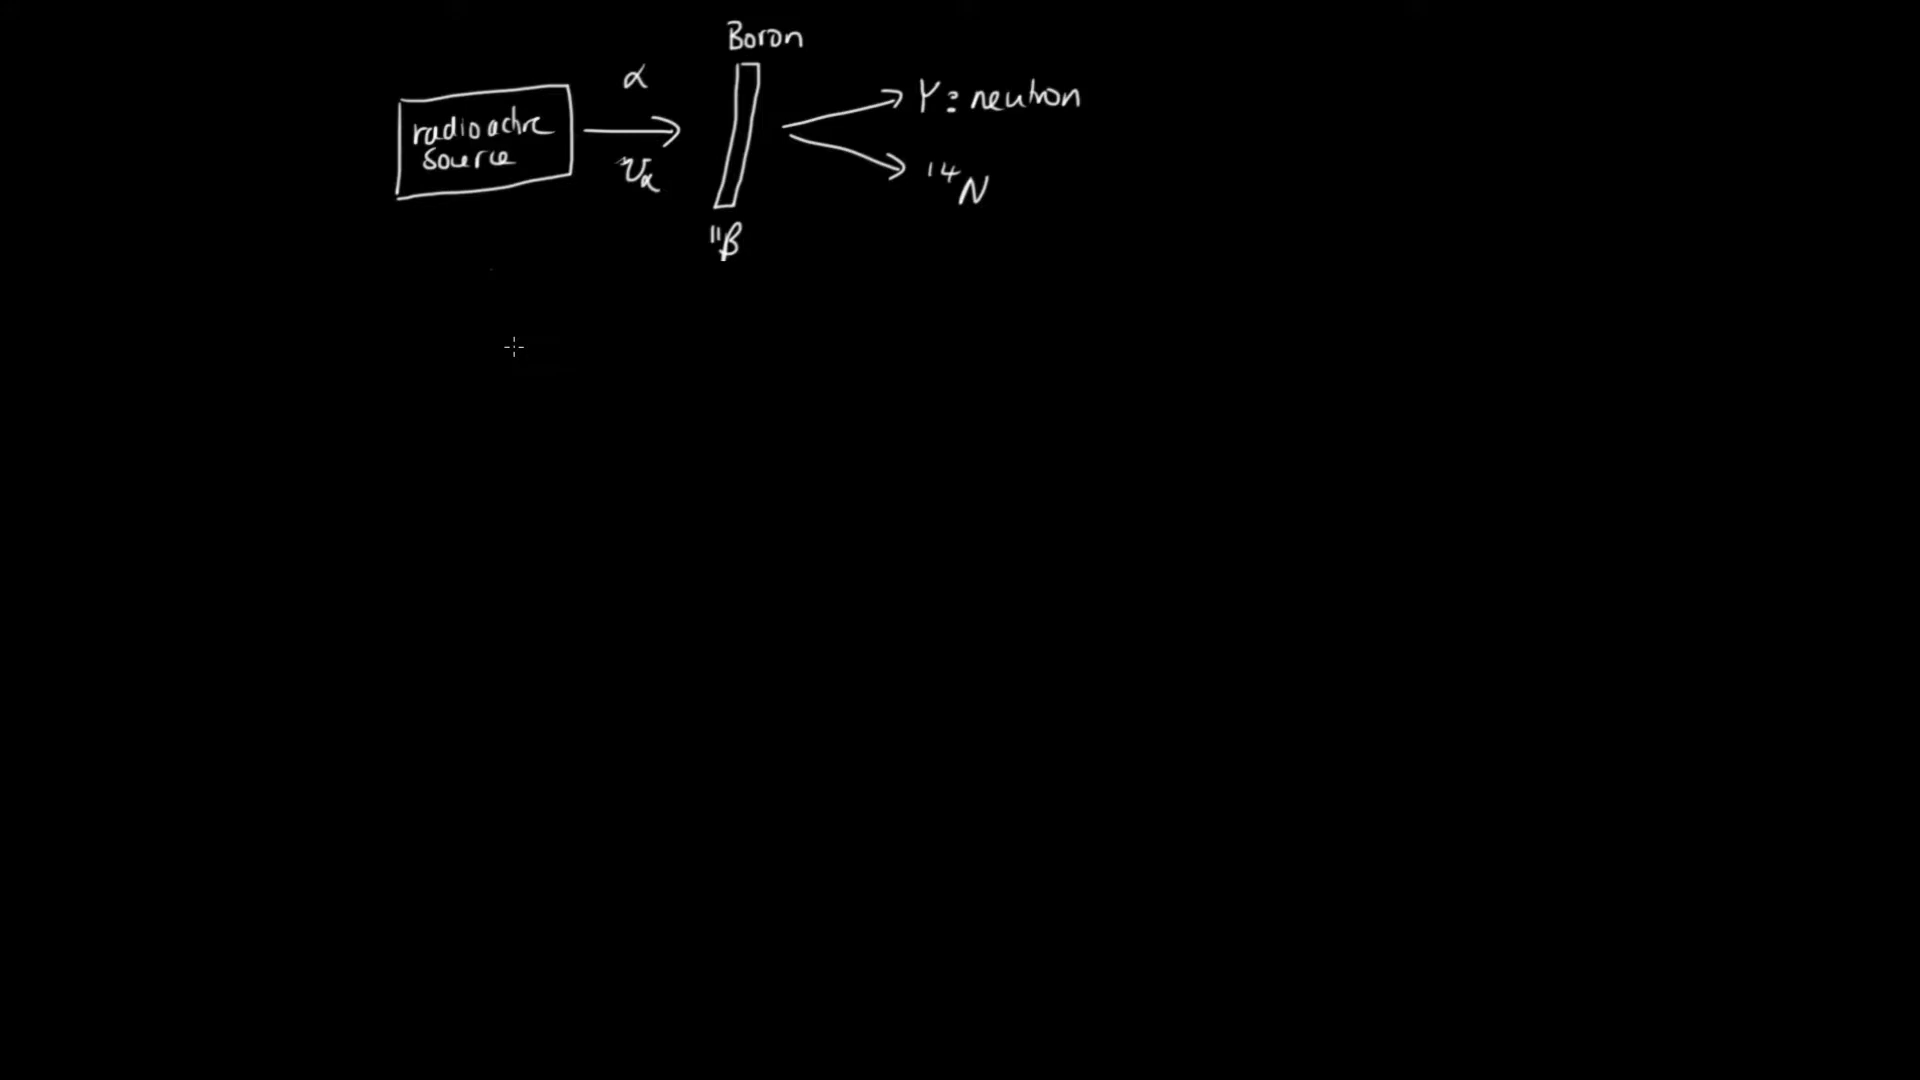 Boron
α
radioactive
source
Y: neutron
vα
¹⁴N
¹¹B